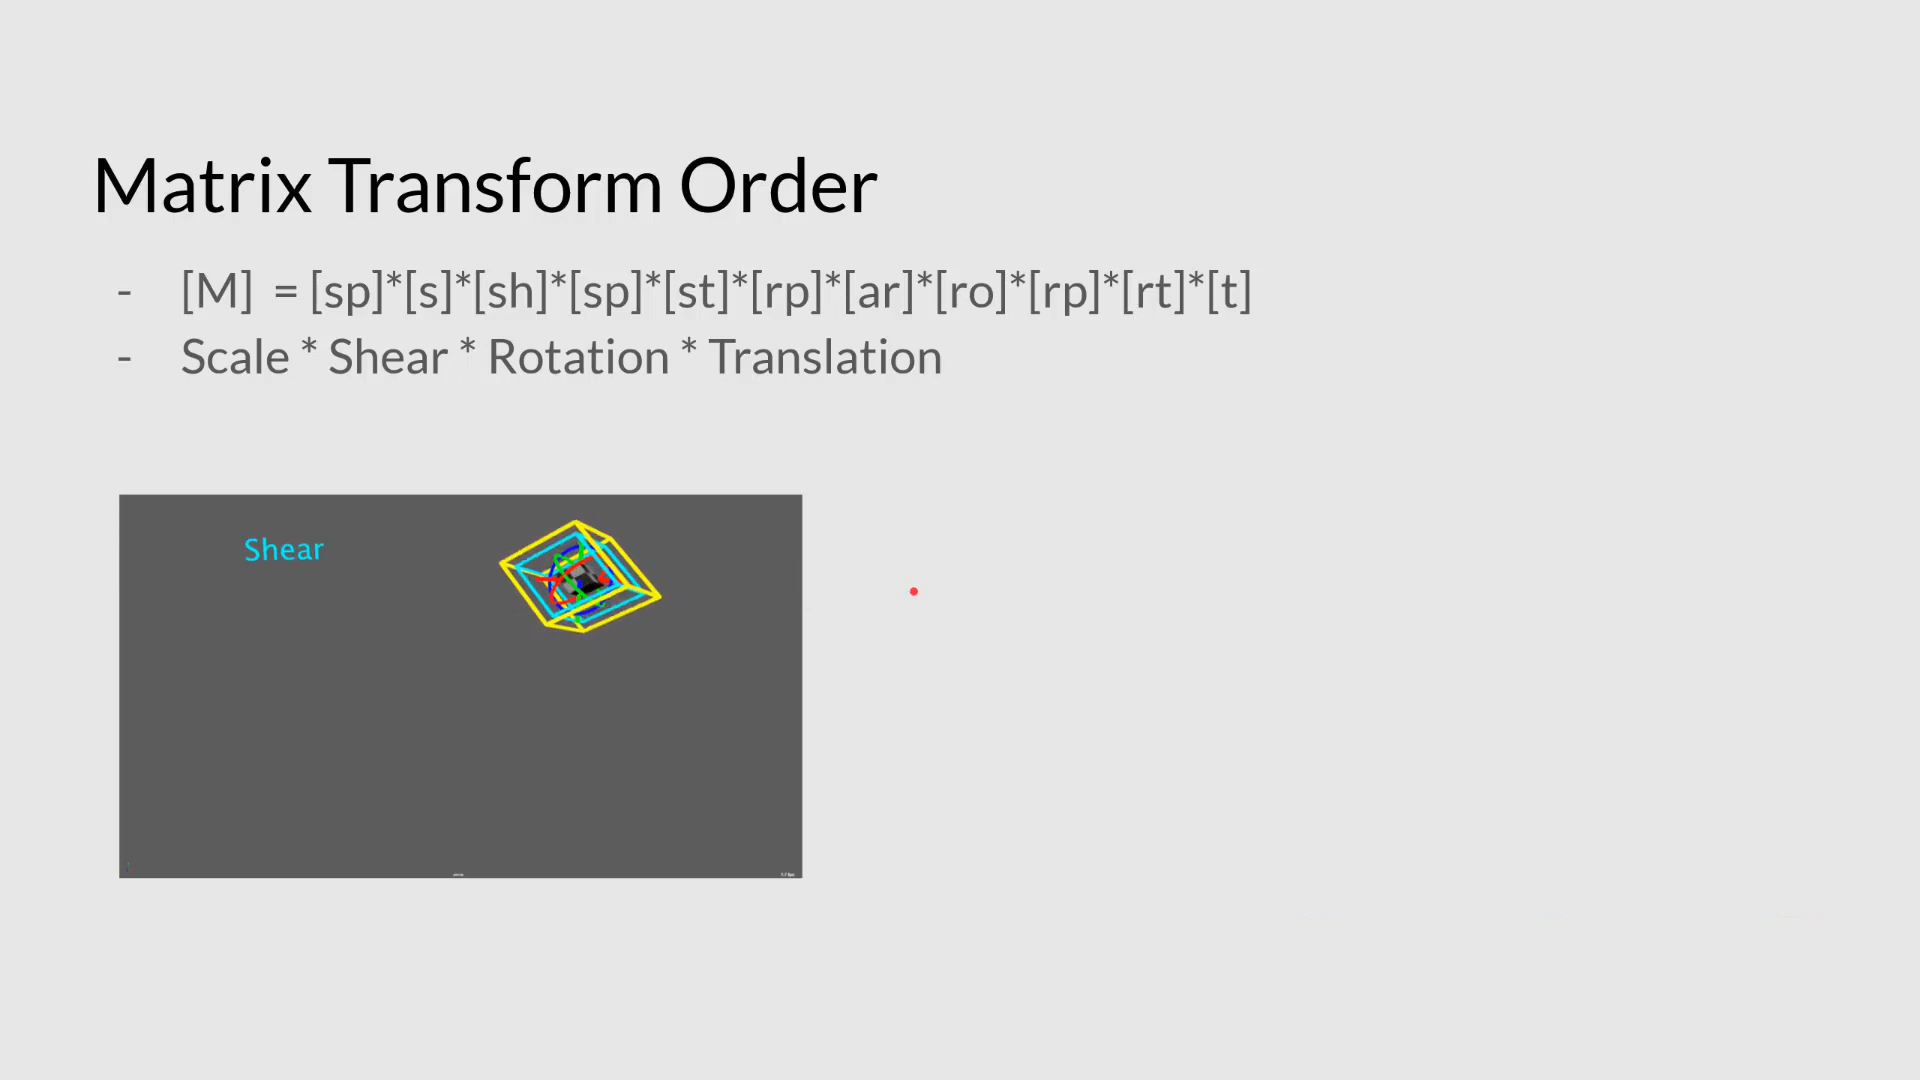 Matrix Transform Order
- [M] = [sp]*[s]*[sh]*[sp]*[st]*[rp]*[ar]*[ro]*[rp]*[rt]*[t]
- Scale * Shear * Rotation * Translation
Shear